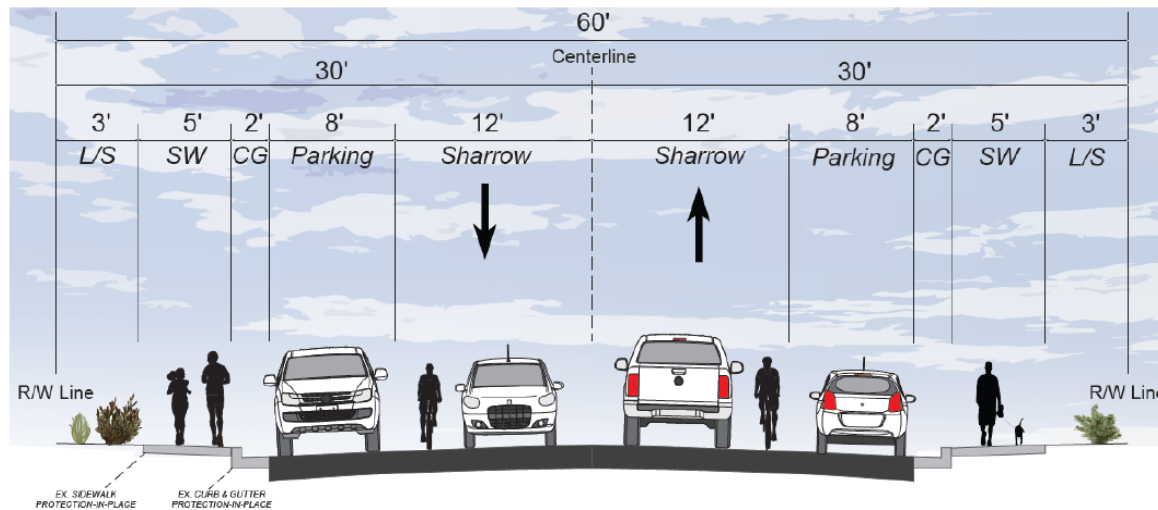 60'
Centerline
30' 30'
3' 5' 2' 8' 12' 12' 8' 2' 5' 3'
L/S SW CG Parking Sharrow Sharrow Parking CG SW L/S
R/W Line R/W Line
EX. SIDEWALK
PROTECTION-IN-PLACE
EX. CURB & GUTTER
PROTECTION-IN-PLACE